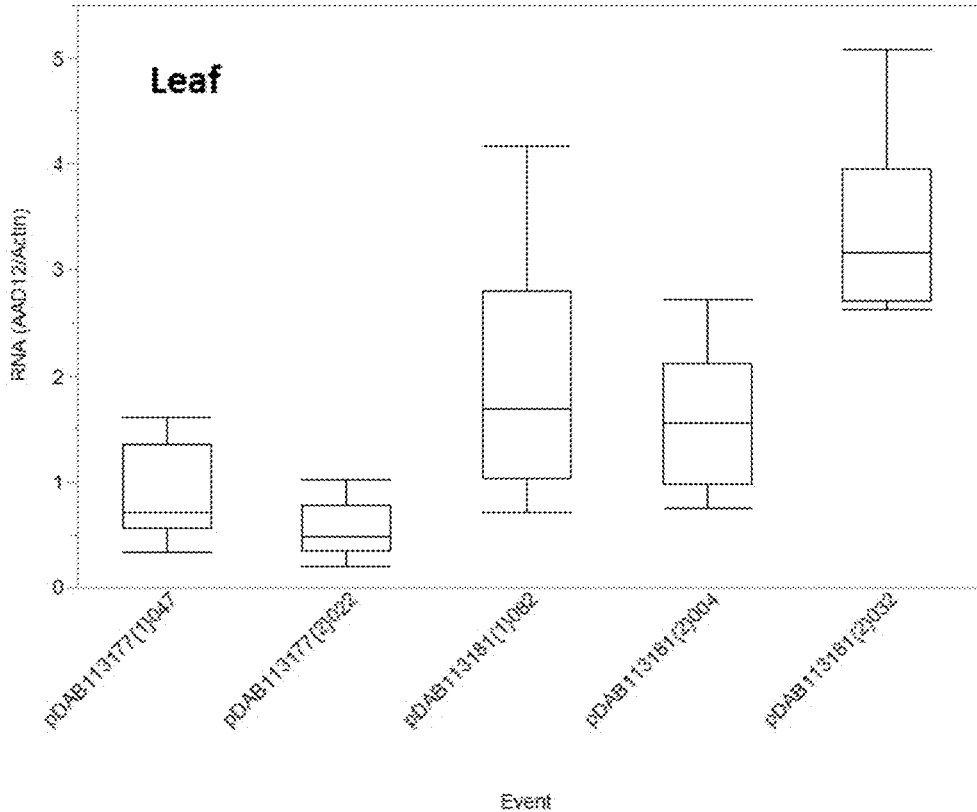 Leaf
RNA (AAD12/Actin)
5
4
3
2
1
0
pDAB113177[1]047
pDAB113177[2]022
pDAB113181[1]082
pDAB113181[2]004
pDAB113181[2]032
Event